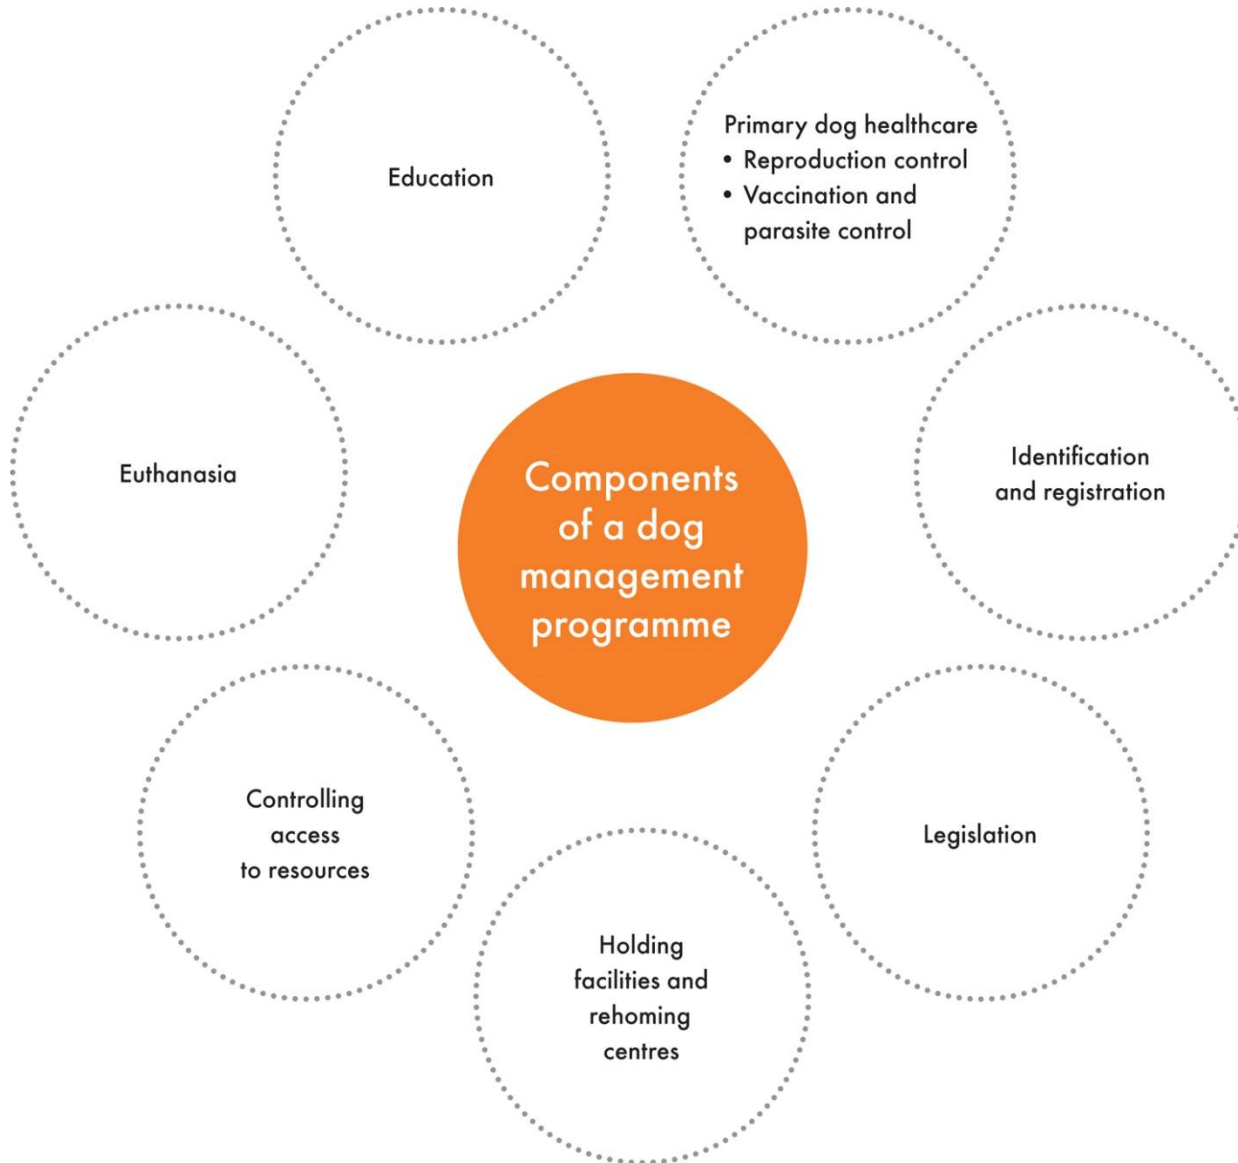 Education
Primary dog healthcare
• Reproduction control
• Vaccination and
parasite control
Euthanasia
Identification
and registration
Components
of a dog
management
programme
Controlling
access
to resources
Legislation
Holding
facilities and
rehoming
centres